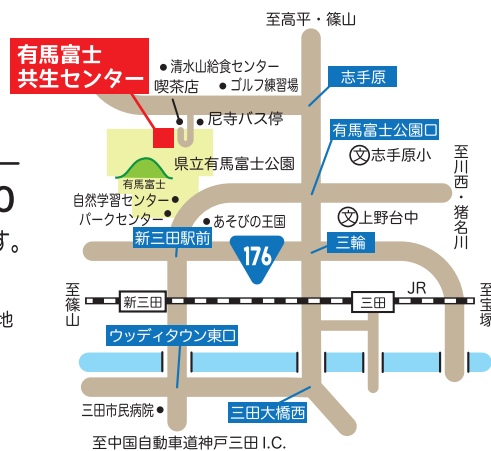 至高平・篠山
有馬富士
共生センター
清水山給食センター
喫茶店
ゴルフ練習場
志手原
尼寺バス停
有馬富士公園口
文志手原小
県立有馬富士公園
至川西・猪名川
有馬富士
自然学習センター
パークセンター
あそびの王国
文上野台中
新三田駅前
176
三輪
0
す。
至篠山
新三田
三田
JR
至宝塚
地
ウッディタウン東口
三田市民病院
三田大橋西
至中国自動車道神戸三田I.C.